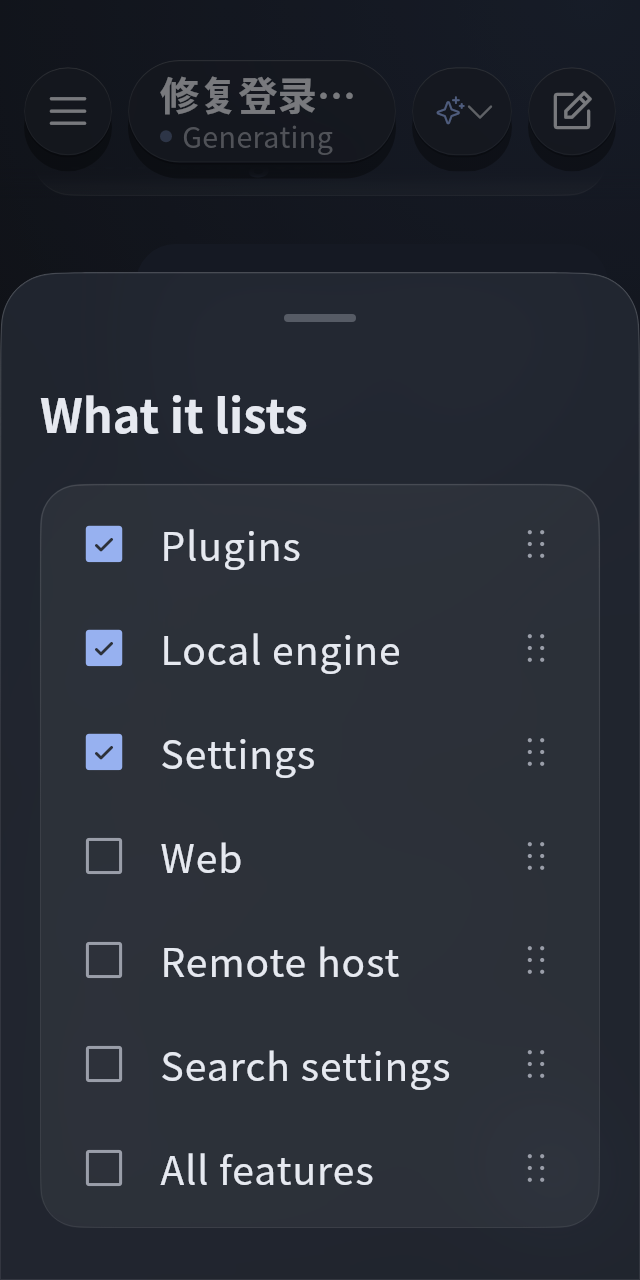 修复登录…
Generating
What it lists
Plugins
Local engine
Settings
Web
Remote host
Search settings
All features